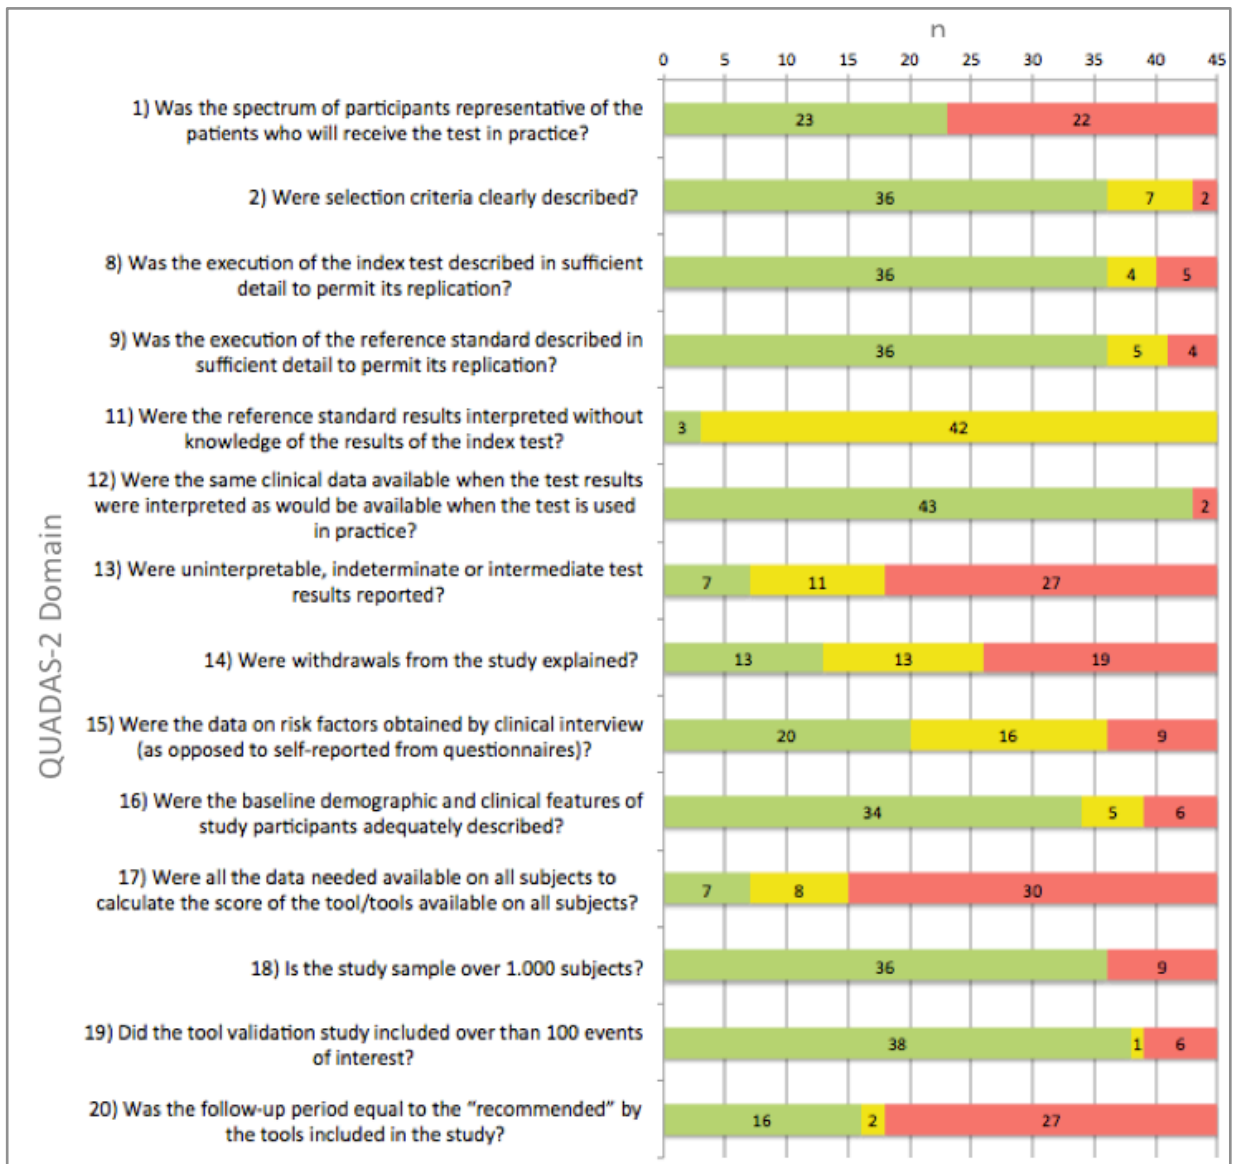 n
0 5 10 15 20 25 30 35 40 45
QUADAS-2 Domain
1) Was the spectrum of participants representative of the
patients who will receive the test in practice?
23 22
2) Were selection criteria clearly described?
36 7 2
8) Was the execution of the index test described in sufficient
detail to permit its replication?
36 4 5
9) Was the execution of the reference standard described in
sufficient detail to permit its replication?
36 5 4
11) Were the reference standard results interpreted without
knowledge of the results of the index test?
3 42
12) Were the same clinical data available when the test results
were interpreted as would be available when the test is used
in practice?
43 2
13) Were uninterpretable, indeterminate or intermediate test
results reported?
7 11 27
14) Were withdrawals from the study explained?
13 13 19
15) Were the data on risk factors obtained by clinical interview
(as opposed to self-reported from questionnaires)?
20 16 9
16) Were the baseline demographic and clinical features of
study participants adequately described?
34 5 6
17) Were all the data needed available on all subjects to
calculate the score of the tool/tools available on all subjects?
7 8 30
18) Is the study sample over 1.000 subjects?
36 9
19) Did the tool validation study included over than 100 events
of interest?
38 1 6
20) Was the follow-up period equal to the “recommended” by
the tools included in the study?
16 2 27